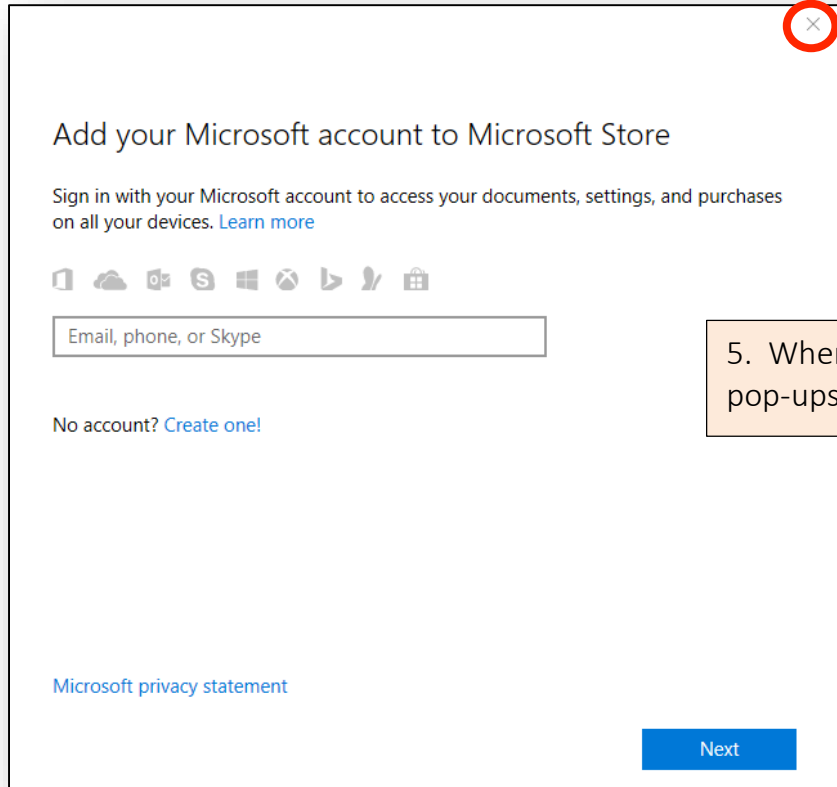 Add your Microsoft account to Microsoft Store
Sign in with your Microsoft account to access your documents, settings, and purchases
on all your devices. Learn more
Email, phone, or Skype
5. When
pop-ups
No account? Create one!
Microsoft privacy statement
Next